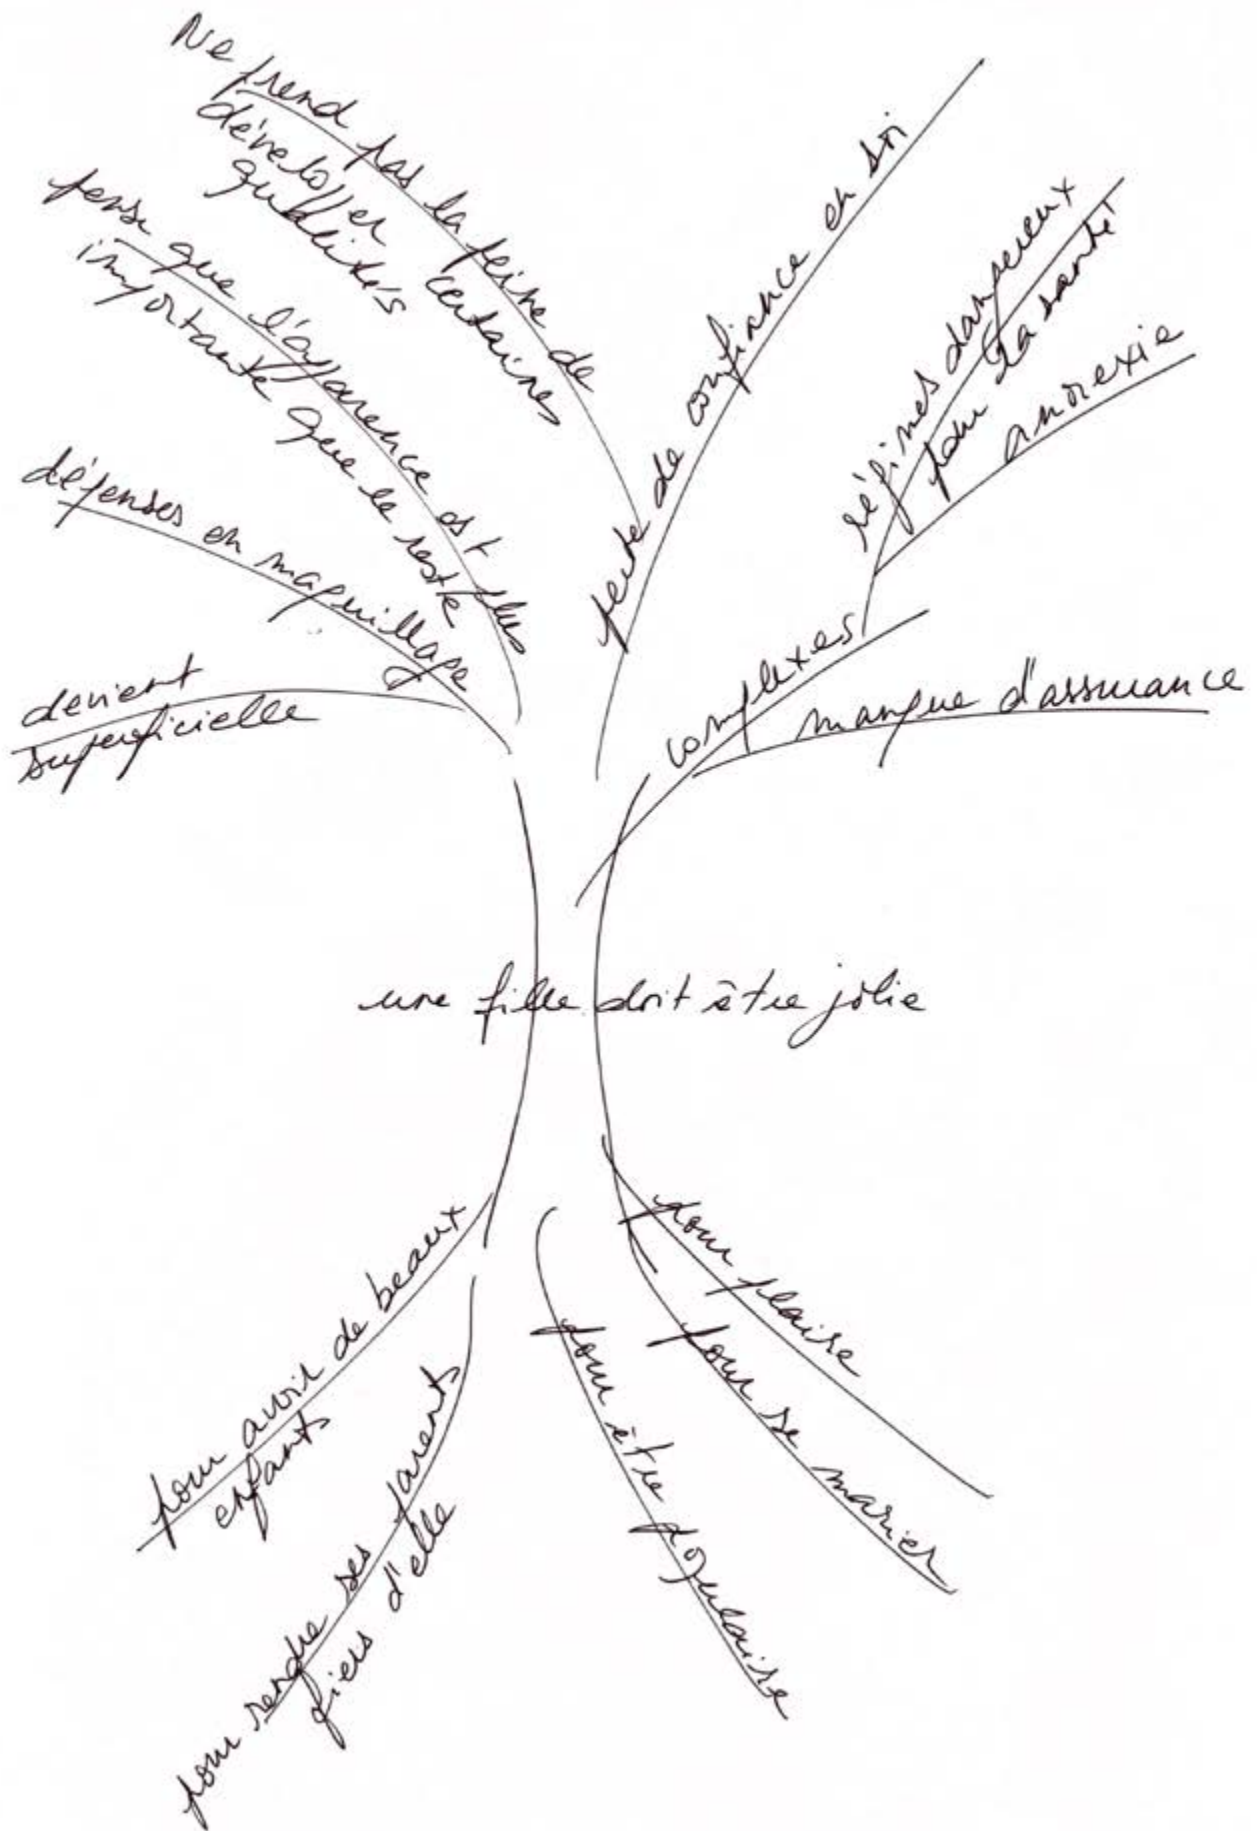 Ne prend pas la peine de
développer certaines
qualités
pense que l'apparence est plus
importante que le reste
dépenses en maquillage
devient
superficielle
perte de confiance en soi
régimes dangereux
pour la santé
anorexie
complexes
manque d'assurance
une fille doit être jolie
pour avoir de beaux
enfants
pour rendre ses parents
fiers d'elle
pour être populaire
pour se marier
pour plaire